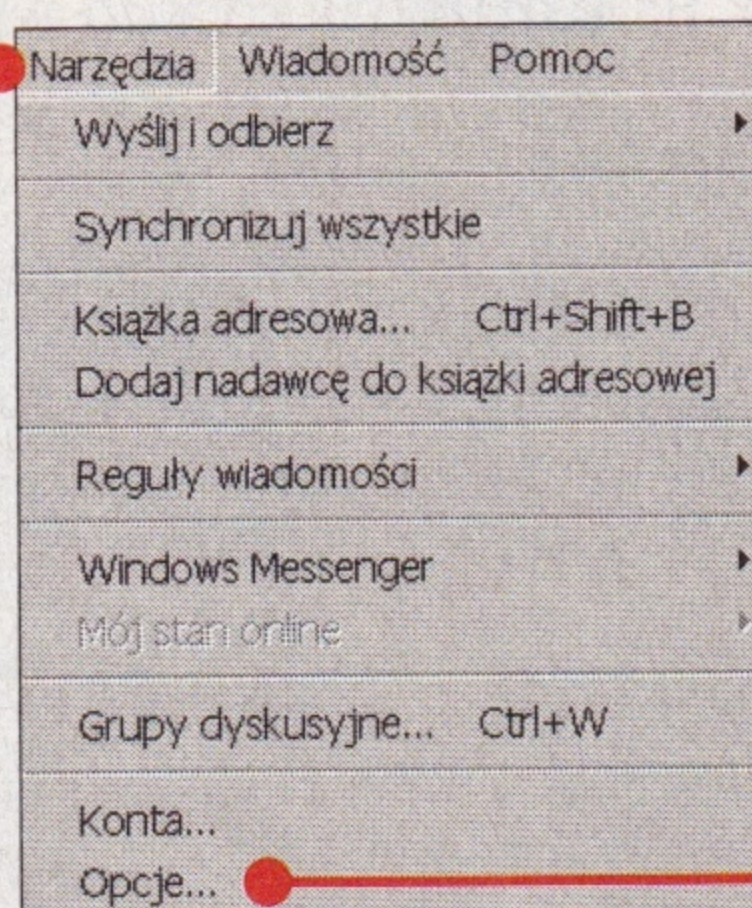 Narzędzia Wiadomość Pomoc
Wyślij i odbierz
Synchronizuj wszystkie
Książka adresowa... Ctrl+Shift+B
Dodaj nadawcę do książki adresowej
Reguły wiadomości
Windows Messenger
Mój stan online
Grupy dyskusyjne... Ctrl+W
Konta...
Opcje...